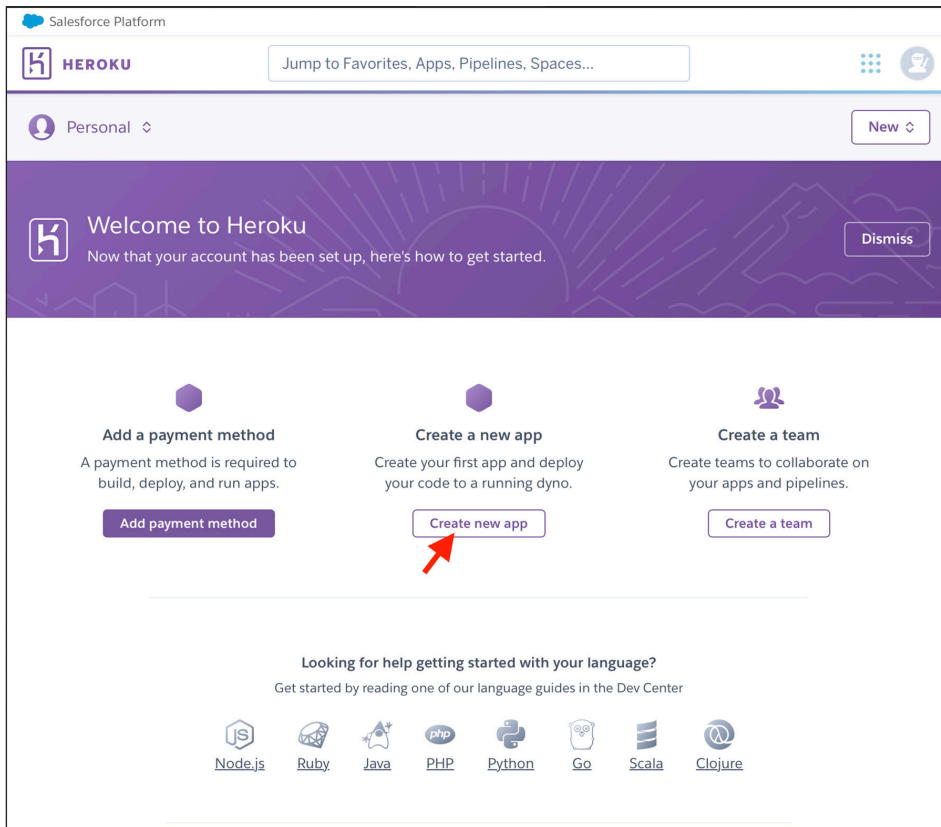 Salesforce Platform
HEROKU
Jump to Favorites, Apps, Pipelines, Spaces...
Personal
New
Welcome to Heroku
Now that your account has been set up, here's how to get started.
Dismiss
Add a payment method
A payment method is required to
build, deploy, and run apps.
Add payment method
Create a new app
Create your first app and deploy
your code to a running dyno.
Create new app
Create a team
Create teams to collaborate on
your apps and pipelines.
Create a team
Looking for help getting started with your language?
Get started by reading one of our language guides in the Dev Center
JS
php
Node.js Ruby Java PHP Python Go Scala Clojure